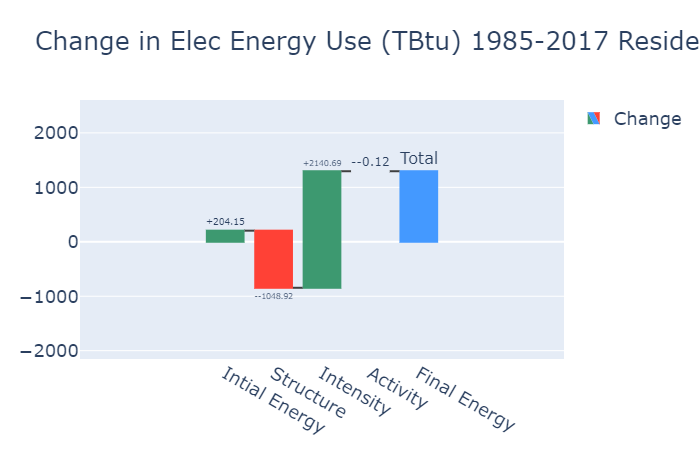 Change in Elec Energy Use (TBtu) 1985-2017 Reside
Change
2000
1000
0
−1000
−2000
+204.15
--1048.92
+2140.69
--0.12
Total
Intial Energy
Structure
Intensity
Activity
Final Energy